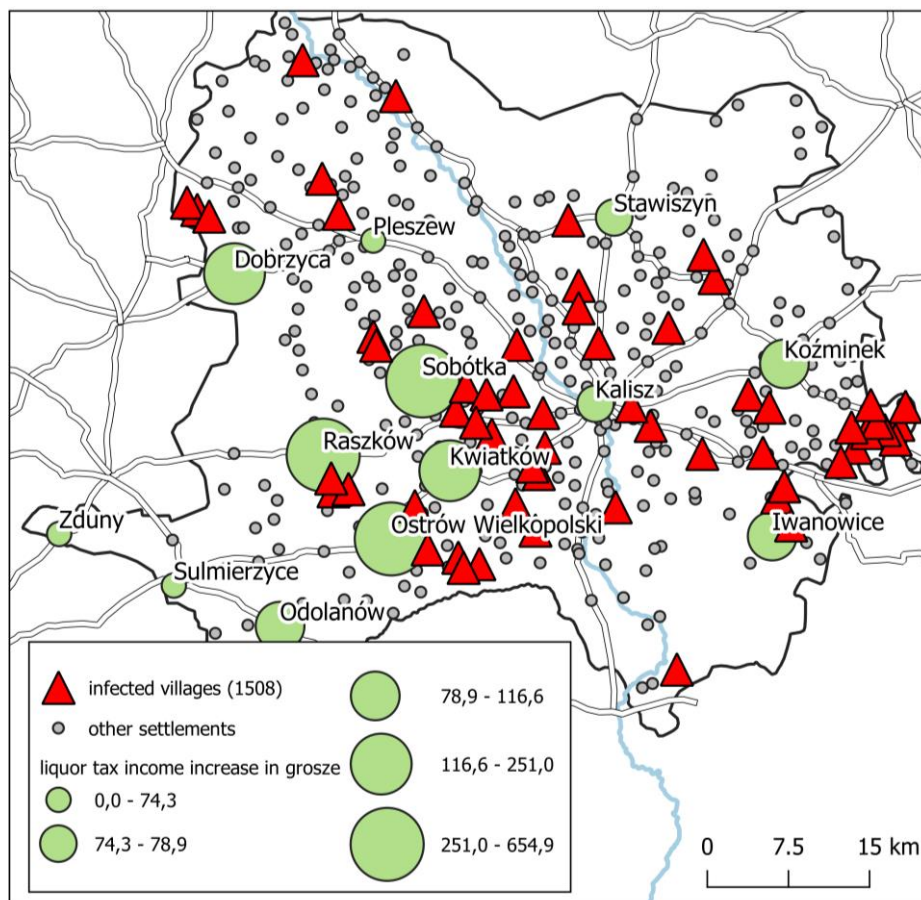 Stawiszyn
Pleszew
Dobrzyca
Koźminek
Sobótka
Kalisz
Raszków
Kwiatków
Zduny
Ostrów Wielkopolski
Iwanowice
Sulmierzyce
Odolanów
infected villages (1508)
other settlements
liquor tax income increase in grosze
0,0 - 74,3
74,3 - 78,9
78,9 - 116,6
116,6 - 251,0
251,0 - 654,9
0 7.5 15 km